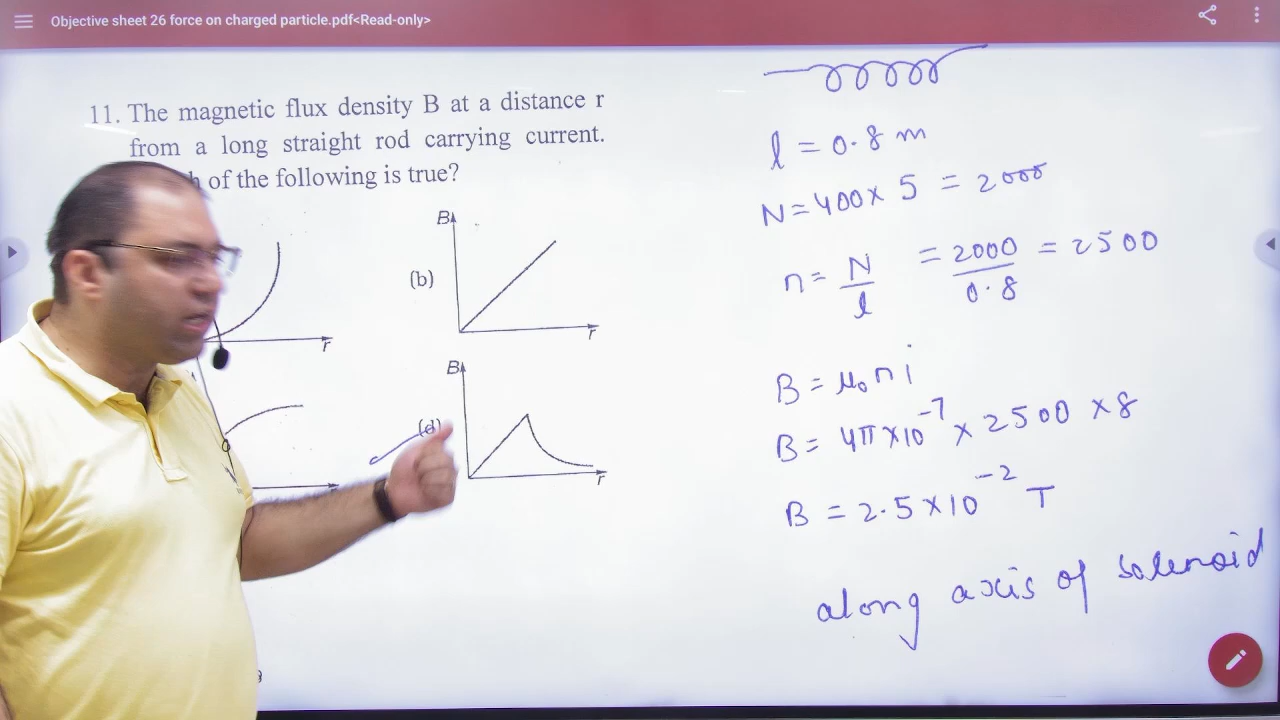 Objective sheet 26 force on charged particle.pdf<Read-only>
11. The magnetic flux density B at a distance r
from a long straight rod carrying current.
of the following is true?
r
B
(b)
r
B
(d)
r
l = 0.8 m
N = 400 x 5 = 2000
n = N/l = 2000/0.8 = 2500
B = μ₀ n i
B = 4π x 10⁻⁷ x 2500 x 8
B = 2.5 x 10⁻² T
along axis of solenoid